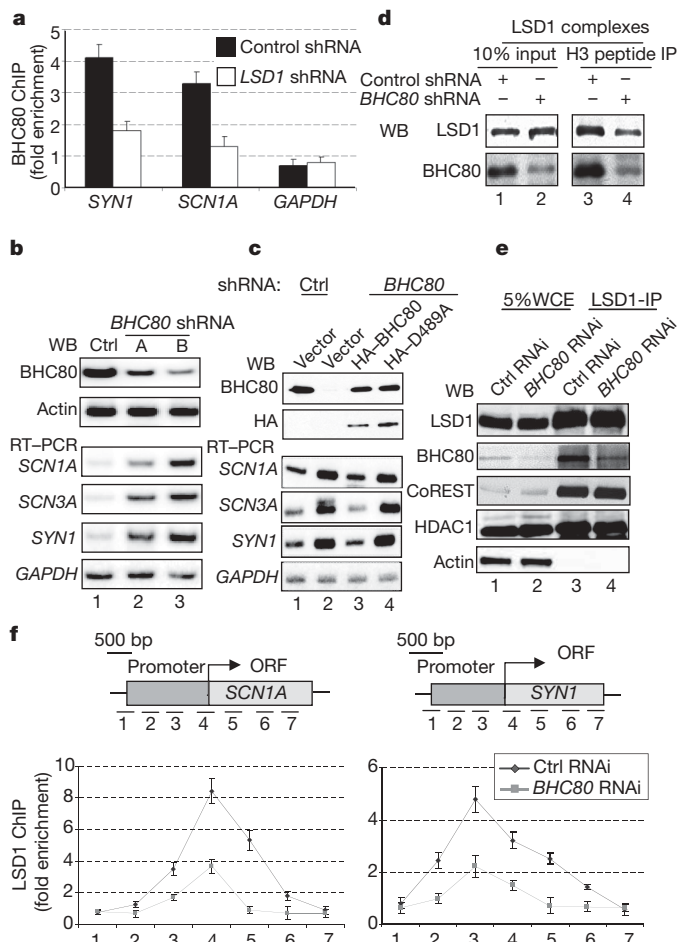 a
5
4
3
2
1
0
BHC80 ChIP
(fold enrichment)
Control shRNA
LSD1 shRNA
SYN1 SCN1A GAPDH
d
LSD1 complexes
10% input H3 peptide IP
Control shRNA + – + –
BHC80 shRNA – + – +
WB LSD1
BHC80
1 2 3 4
b
BHC80 shRNA
WB Ctrl A B
BHC80
Actin
RT–PCR
SCN1A
SCN3A
SYN1
GAPDH
1 2 3
c
shRNA: Ctrl BHC80
Vector Vector HA–BHC80 HA–D489A
WB
BHC80
HA
RT–PCR
SCN1A
SCN3A
SYN1
GAPDH
1 2 3 4
e
5%WCE LSD1-IP
Ctrl RNAi BHC80 RNAi Ctrl RNAi BHC80 RNAi
WB
LSD1
BHC80
CoREST
HDAC1
Actin
1 2 3 4
f
500 bp
Promoter ORF
SCN1A
1 2 3 4 5 6 7
500 bp
Promoter ORF
SYN1
1 2 3 4 5 6 7
LSD1 ChIP
(fold enrichment)
10
8
6
4
2
0
1 2 3 4 5 6 7
6
4
2
0
Ctrl RNAi
BHC80 RNAi
1 2 3 4 5 6 7